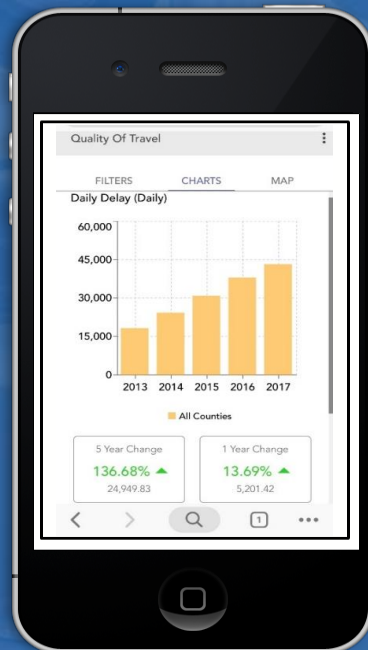 Quality Of Travel
FILTERS CHARTS MAP
Daily Delay (Daily)
60,000
45,000
30,000
15,000
0
2013 2014 2015 2016 2017
All Counties
5 Year Change 1 Year Change
136.68% 13.69%
24,949.83 5,201.42
1